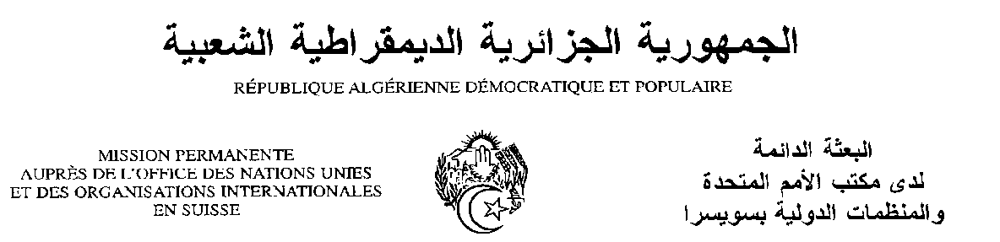 الجمهورية الجزائرية الديمقراطية الشعبية
RÉPUBLIQUE ALGÉRIENNE DÉMOCRATIQUE ET POPULAIRE
MISSION PERMANENTE
AUPRÈS DE L'OFFICE DES NATIONS UNIES
ET DES ORGANISATIONS INTERNATIONALES
EN SUISSE
البعثة الدائمة
لدى مكتب الأمم المتحدة
والمنظمات الدولية بسويسرا